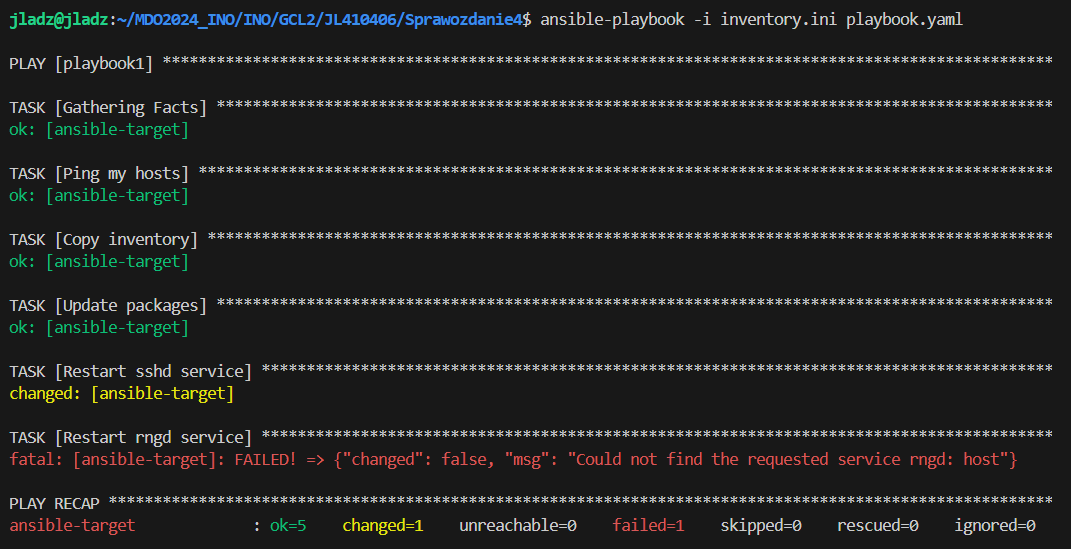 jladz@jladz:~/MDO2024_INO/INO/GCL2/JL410406/Sprawozdanie4$ ansible-playbook -i inventory.ini playbook.yaml
PLAY [playbook1] ***************************************************************************************************
TASK [Gathering Facts] *********************************************************************************************
ok: [ansible-target]
TASK [Ping my hosts] ***********************************************************************************************
ok: [ansible-target]
TASK [Copy inventory] **********************************************************************************************
ok: [ansible-target]
TASK [Update packages] *********************************************************************************************
ok: [ansible-target]
TASK [Restart sshd service] ****************************************************************************************
changed: [ansible-target]
TASK [Restart rngd service] ****************************************************************************************
fatal: [ansible-target]: FAILED! => {"changed": false, "msg": "Could not find the requested service rngd: host"}
PLAY RECAP *********************************************************************************************************
ansible-target             : ok=5    changed=1    unreachable=0    failed=1    skipped=0    rescued=0    ignored=0